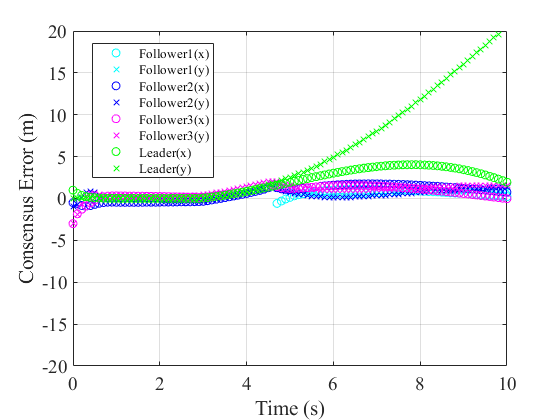 20
15
10
5
0
-5
-10
-15
-20
Consensus Error (m)
Follower1(x)
Follower1(y)
Follower2(x)
Follower2(y)
Follower3(x)
Follower3(y)
Leader(x)
Leader(y)
0 2 4 6 8 10
Time (s)